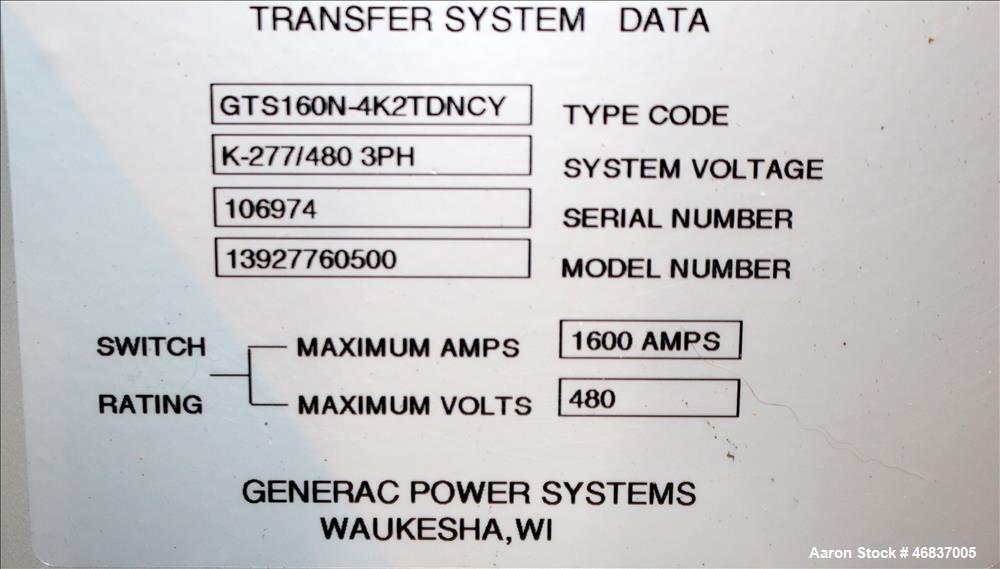 TRANSFER SYSTEM DATA
GTS160N-4K2TDNCY TYPE CODE
K-277/480 3PH SYSTEM VOLTAGE
106974 SERIAL NUMBER
13927760500 MODEL NUMBER
SWITCH MAXIMUM AMPS 1600 AMPS
RATING MAXIMUM VOLTS 480
GENERAC POWER SYSTEMS
WAUKESHA,WI
Aaron Stock # 46837005